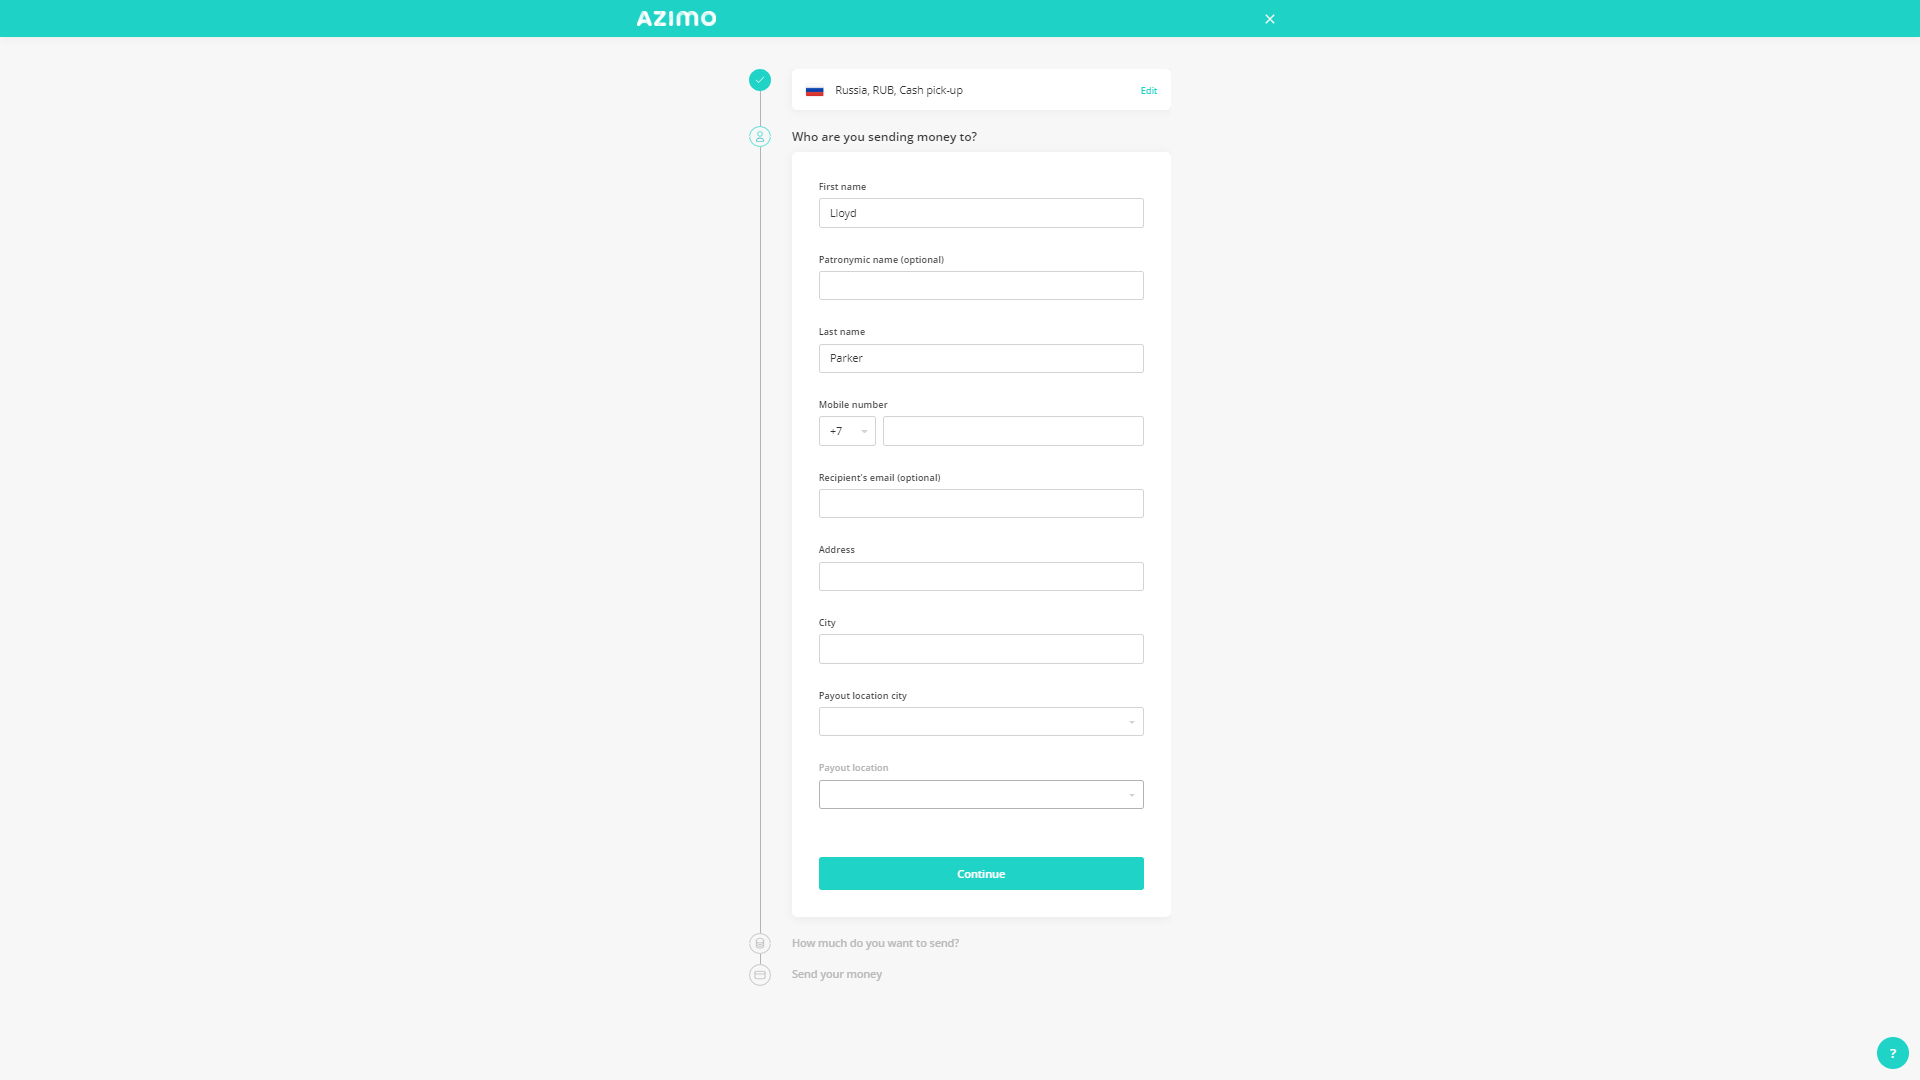 AZIMO
Russia, RUB, Cash pick-up
Edit
Who are you sending money to?
First name
Lloyd
Patronymic name (optional)
Last name
Parker
Mobile number
+7
Recipient's email (optional)
Address
City
Payout location city
Payout location
Continue
How much do you want to send?
Send your money
?